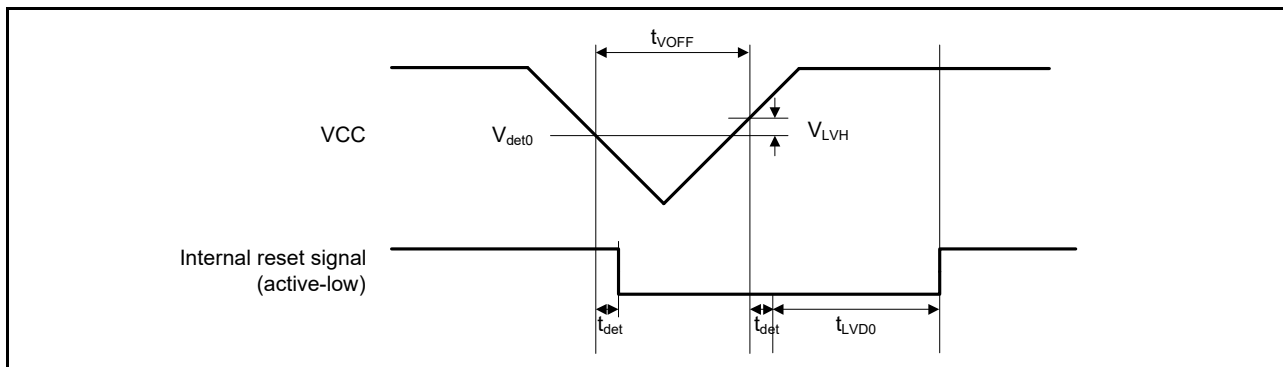 tVOFF
VCC
Vdet0
VLVH
Internal reset signal
(active-low)
tdet
tdet
tLVD0